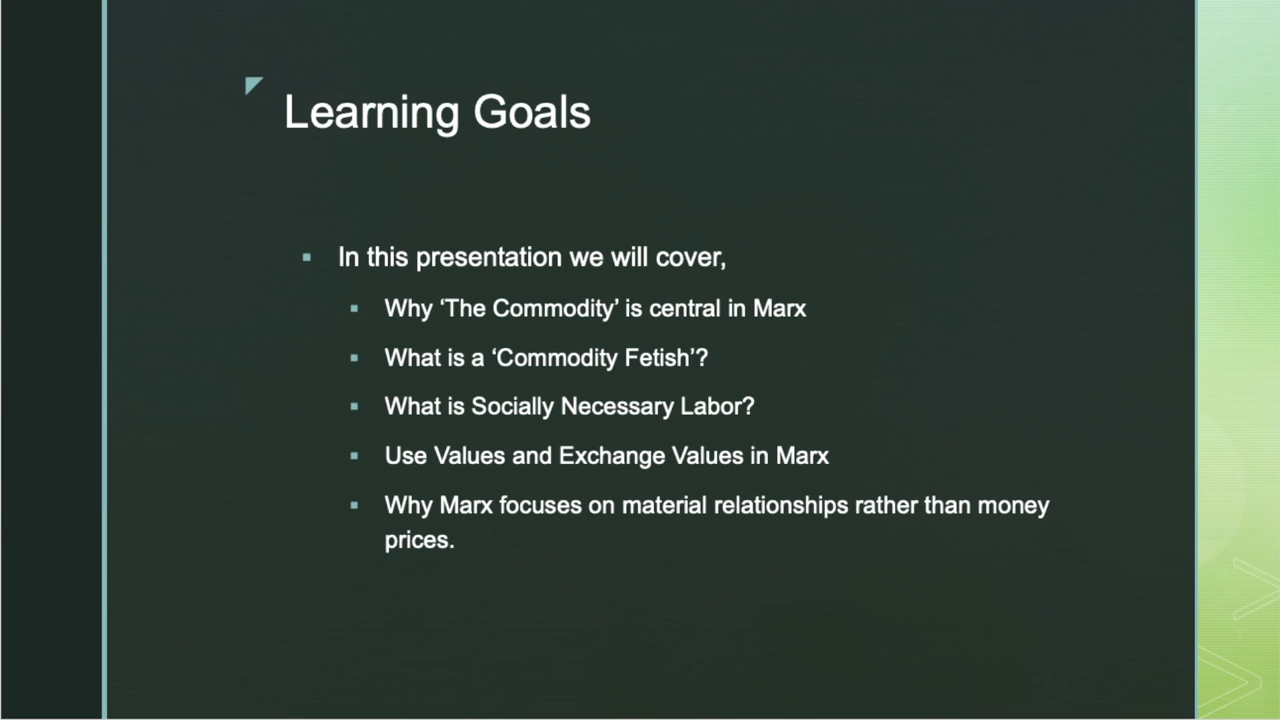 Learning Goals
▪ In this presentation we will cover,
▪ Why ‘The Commodity’ is central in Marx
▪ What is a ‘Commodity Fetish’?
▪ What is Socially Necessary Labor?
▪ Use Values and Exchange Values in Marx
▪ Why Marx focuses on material relationships rather than money
prices.